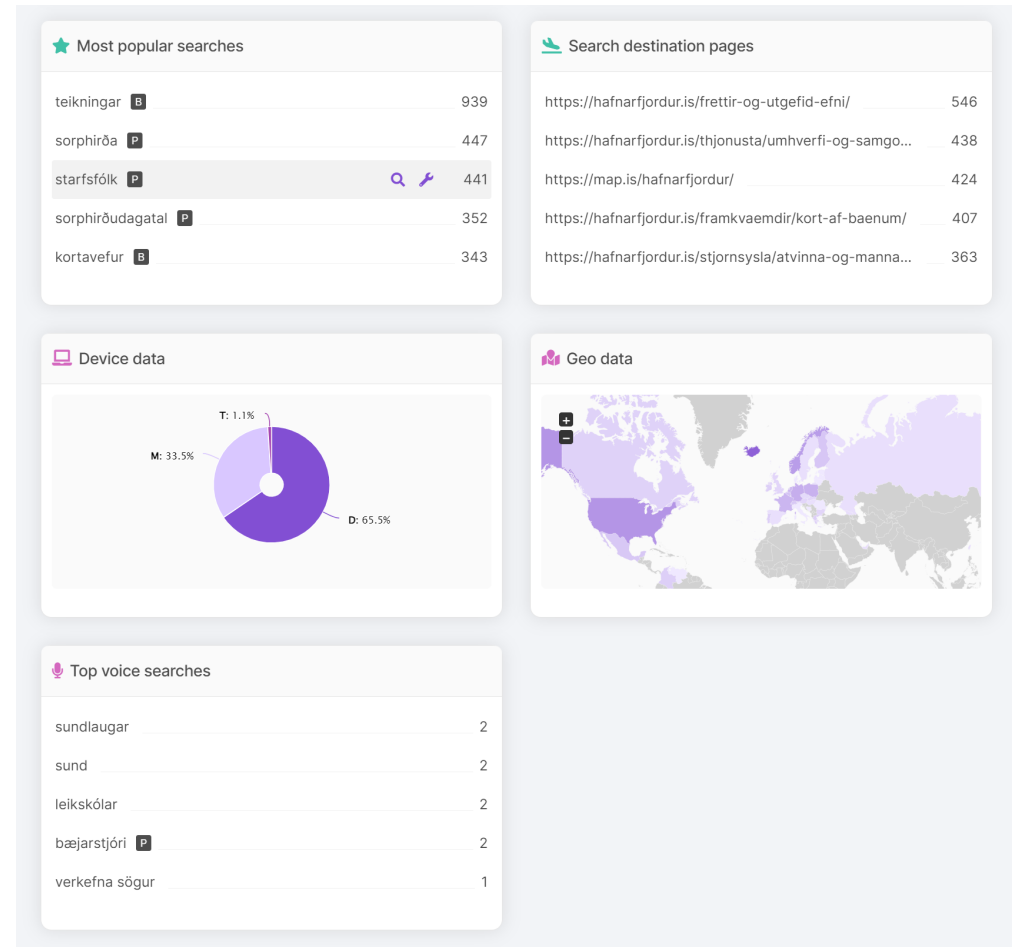 Most popular searches
teikningar B 939
sorphirða P 447
starfsfólk P 441
sorphirðudagatal P 352
kortavefur B 343
Search destination pages
https://hafnarfjordur.is/frettir-og-utgefid-efni/ 546
https://hafnarfjordur.is/thjonusta/umhverfi-og-samgo... 438
https://map.is/hafnarfjordur/ 424
https://hafnarfjordur.is/framkvaemdir/kort-af-baenum/ 407
https://hafnarfjordur.is/stjornsysla/atvinna-og-manna... 363
Device data
T: 1.1%
M: 33.5%
D: 65.5%
Geo data
+
−
Top voice searches
sundlaugar 2
sund 2
leikskólar 2
bæjarstjóri P 2
verkefna sögur 1